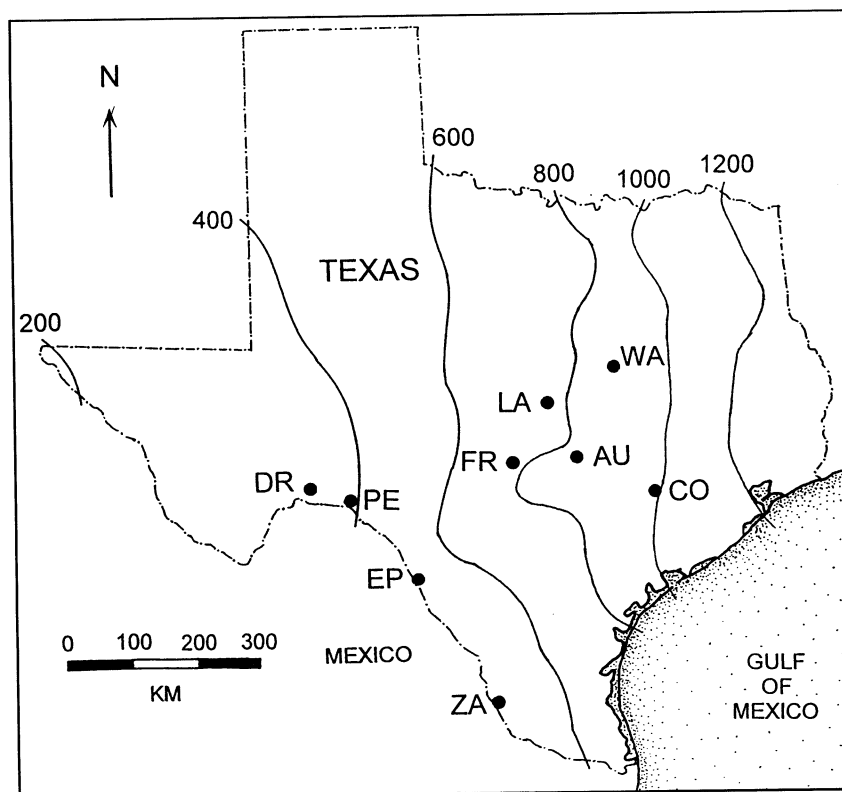 N
600
800
1000
1200
400
TEXAS
200
WA
LA
FR
AU
DR
PE
CO
EP
0 100 200 300
KM
MEXICO
GULF
OF
MEXICO
ZA